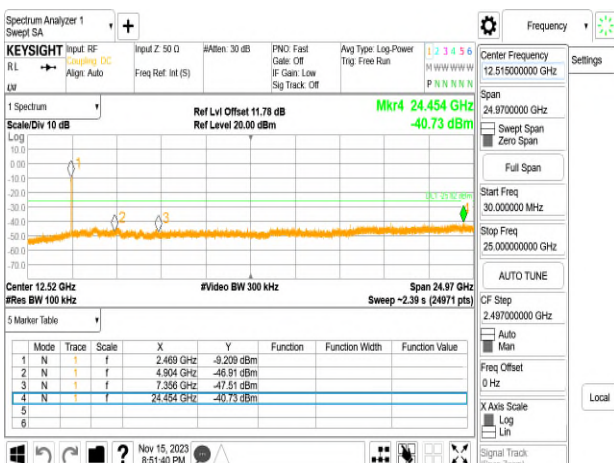 Spectrum Analyzer 1
Swept SA
Frequency
KEYSIGHT
RL
Input: RF
Coupling: DC
Align: Auto
Input Z: 50 Ω
Freq Ref: Int (S)
#Atten: 30 dB
PNO: Fast
Gate: Off
IF Gain: Low
Sig Track: Off
Avg Type: Log-Power
Trig: Free Run
1 2 3 4 5 6
M W W W W W
P N N N N N
Settings
Center Frequency
12.515000000 GHz
Span
24.9700000 GHz
Swept Span
Zero Span
Full Span
Start Freq
30.000000 MHz
Stop Freq
25.000000000 GHz
AUTO TUNE
CF Step
2.497000000 GHz
Auto
Man
Freq Offset
0 Hz
X Axis Scale
Log
Lin
Signal Track
Local
1 Spectrum
Scale/Div 10 dB
Log
Ref Lvl Offset 11.78 dB
Ref Level 20.00 dBm
Mkr4 24.454 GHz
-40.73 dBm
10.0
0.00
-10.0
-20.0
-30.0
-40.0
-50.0
-60.0
-70.0
1
2
3
Center 12.52 GHz
#Res BW 100 kHz
#Video BW 300 kHz
Span 24.97 GHz
Sweep ~2.39 s (24971 pts)
5 Marker Table
Mode Trace Scale X Y Function Function Width Function Value
1 N 1 f 2.469 GHz -9.209 dBm
2 N 1 f 4.904 GHz -46.91 dBm
3 N 1 f 7.356 GHz -47.51 dBm
4 N 1 f 24.454 GHz -40.73 dBm
5
6
Nov 15, 2023
8:51:40 PM